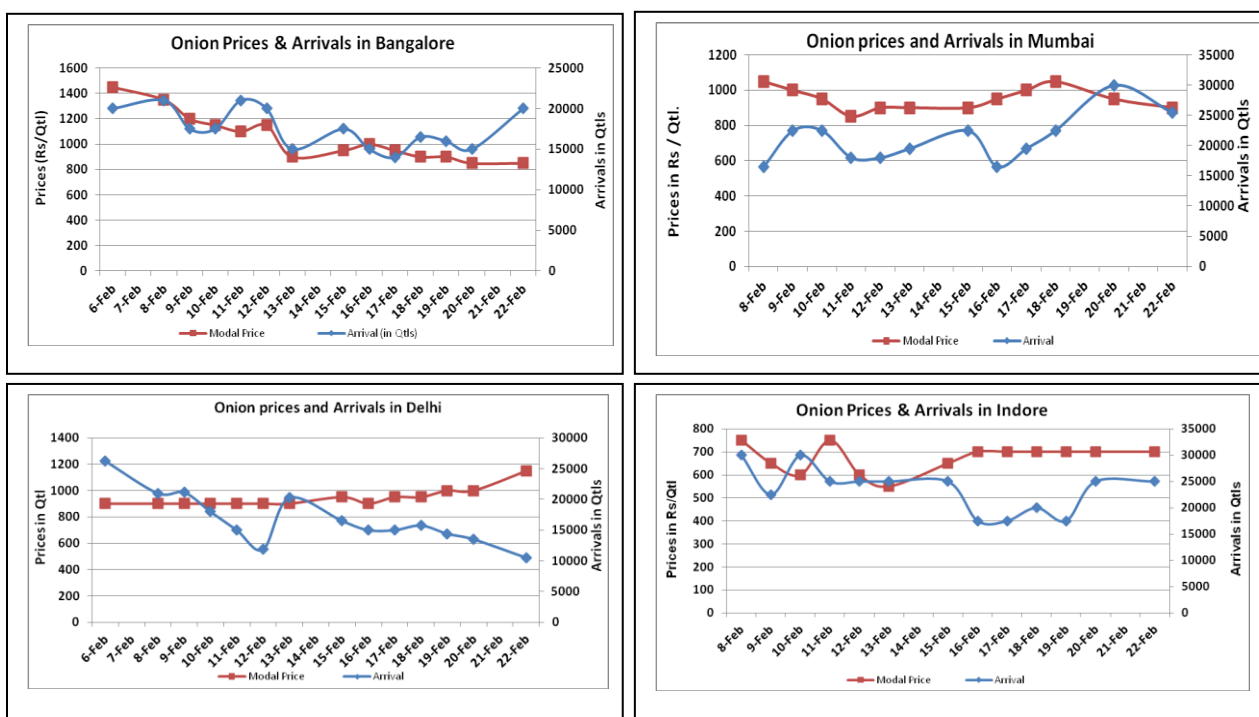 Onion Prices & Arrivals in Bangalore
Prices (Rs/Qtl)
1600
1400
1200
1000
800
600
400
200
0
25000
20000
15000
10000
5000
0
Arrivals in Qtls
6-Feb
7-Feb
8-Feb
9-Feb
10-Feb
11-Feb
12-Feb
13-Feb
14-Feb
15-Feb
16-Feb
17-Feb
18-Feb
19-Feb
20-Feb
21-Feb
22-Feb
Modal Price
Arrival (in Qtls)
Onion prices and Arrivals in Mumbai
Prices in Rs / Qtl.
1200
1000
800
600
400
200
0
35000
30000
25000
20000
15000
10000
5000
0
Arrivals in Qtls
8-Feb
9-Feb
10-Feb
11-Feb
12-Feb
13-Feb
14-Feb
15-Feb
16-Feb
17-Feb
18-Feb
19-Feb
20-Feb
21-Feb
22-Feb
Modal Price
Arrival
Onion prices and Arrivals in Delhi
Prices in Qtl
1400
1200
1000
800
600
400
200
0
30000
25000
20000
15000
10000
5000
0
Arrivals in Qtls
6-Feb
7-Feb
8-Feb
9-Feb
10-Feb
11-Feb
12-Feb
13-Feb
14-Feb
15-Feb
16-Feb
17-Feb
18-Feb
19-Feb
20-Feb
21-Feb
22-Feb
Modal Price
Arrival
Onion Prices & Arrivals in Indore
Prices in Rs/Qtl
800
700
600
500
400
300
200
100
0
35000
30000
25000
20000
15000
10000
5000
0
Arrivals in Qtls
8-Feb
9-Feb
10-Feb
11-Feb
12-Feb
13-Feb
14-Feb
15-Feb
16-Feb
17-Feb
18-Feb
19-Feb
20-Feb
21-Feb
22-Feb
Modal Price
Arrival